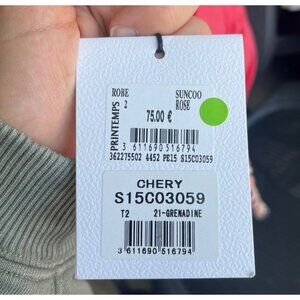 ROBE SUNCOO
2 ROSE
PRINTEMPS
75.00 €
3 611690 516794
362275502 4452 PE15 S15C03059
CHERY
S15C03059
T2 21-GRENADINE
3 611690 516794